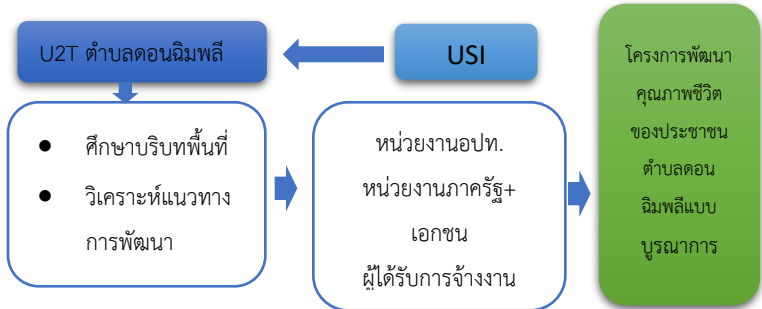 U2T ตำบลดอนฉิมพลี
USI
ศึกษาบริบทพื้นที่
วิเคราะห์แนวทาง
การพัฒนา
หน่วยงานอปท.
หน่วยงานภาครัฐ+
เอกชน
ผู้ได้รับการจ้างงาน
โครงการพัฒนา
คุณภาพชีวิต
ของประชาชน
ตำบลดอน
ฉิมพลีแบบ
บูรณาการ